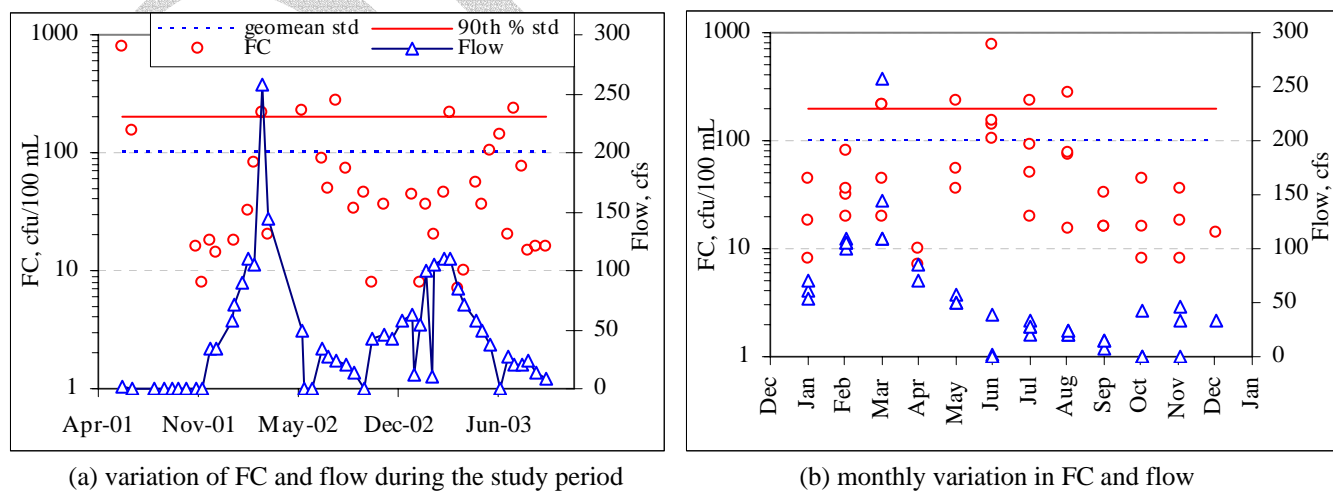 geomean std
90th % std
FC
Flow
1000
100
10
1
FC, cfu/100 mL
300
250
200
150
100
50
0
Flow, cfs
Apr-01
Nov-01
May-02
Dec-02
Jun-03
(a) variation of FC and flow during the study period
1000
100
10
1
FC, cfu/100 mL
300
250
200
150
100
50
0
Flow, cfs
Dec
Jan
Feb
Mar
Apr
May
Jun
Jul
Aug
Sep
Oct
Nov
Dec
Jan
(b) monthly variation in FC and flow